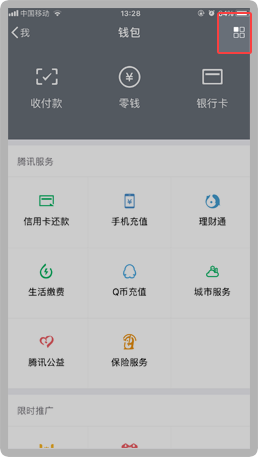 中国移动 13:28 64%
我 钱包
收付款 零钱 银行卡
腾讯服务
信用卡还款 手机充值 理财通
生活缴费 Q币充值 城市服务
腾讯公益 保险服务
限时推广